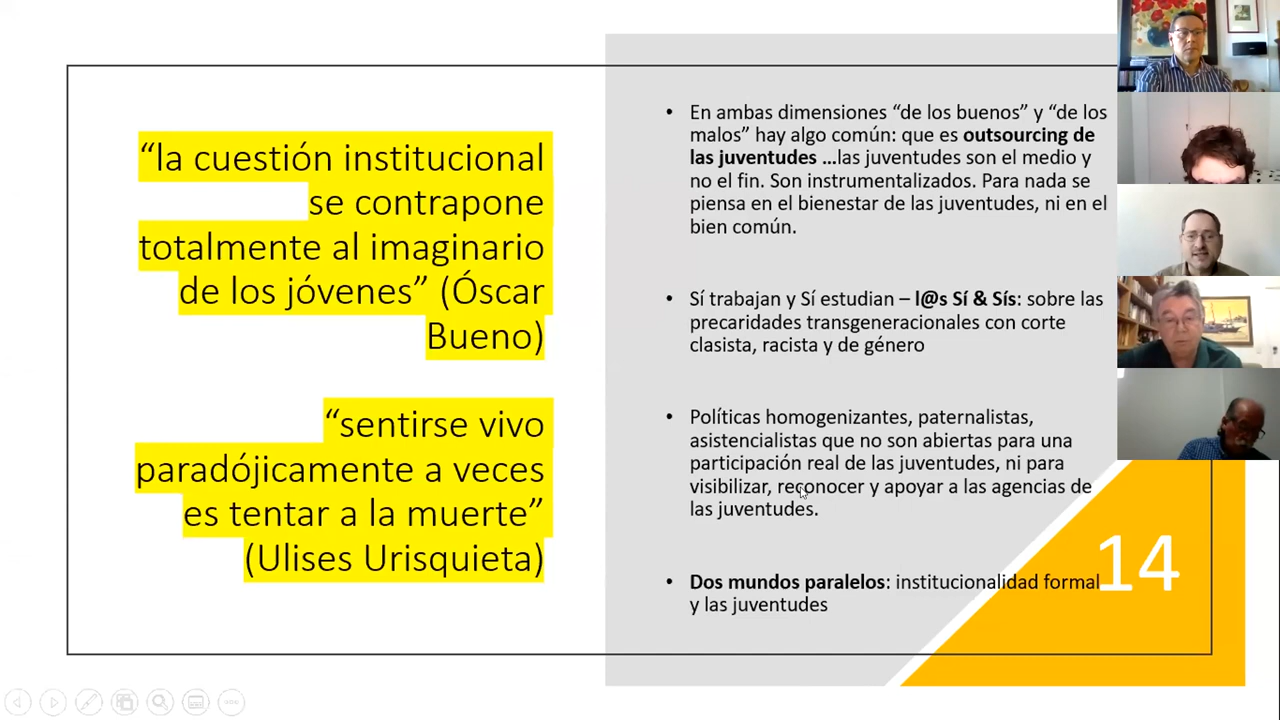 “la cuestión institucional
se contrapone
totalmente al imaginario
de los jóvenes” (Óscar
Bueno)
“sentirse vivo
paradójicamente a veces
es tentar a la muerte”
(Ulises Urisquieta)
• En ambas dimensiones “de los buenos” y “de los
malos” hay algo común: que es outsourcing de
las juventudes …las juventudes son el medio y
no el fin. Son instrumentalizados. Para nada se
piensa en el bienestar de las juventudes, ni en el
bien común.
• Sí trabajan y Sí estudian – l@s Sí & Sís: sobre las
precaridades transgeneracionales con corte
clasista, racista y de género
• Políticas homogenizantes, paternalistas,
asistencialistas que no son abiertas para una
participación real de las juventudes, ni para
visibilizar, reconocer y apoyar a las agencias de
las juventudes.
• Dos mundos paralelos: institucionalidad formal
y las juventudes
14